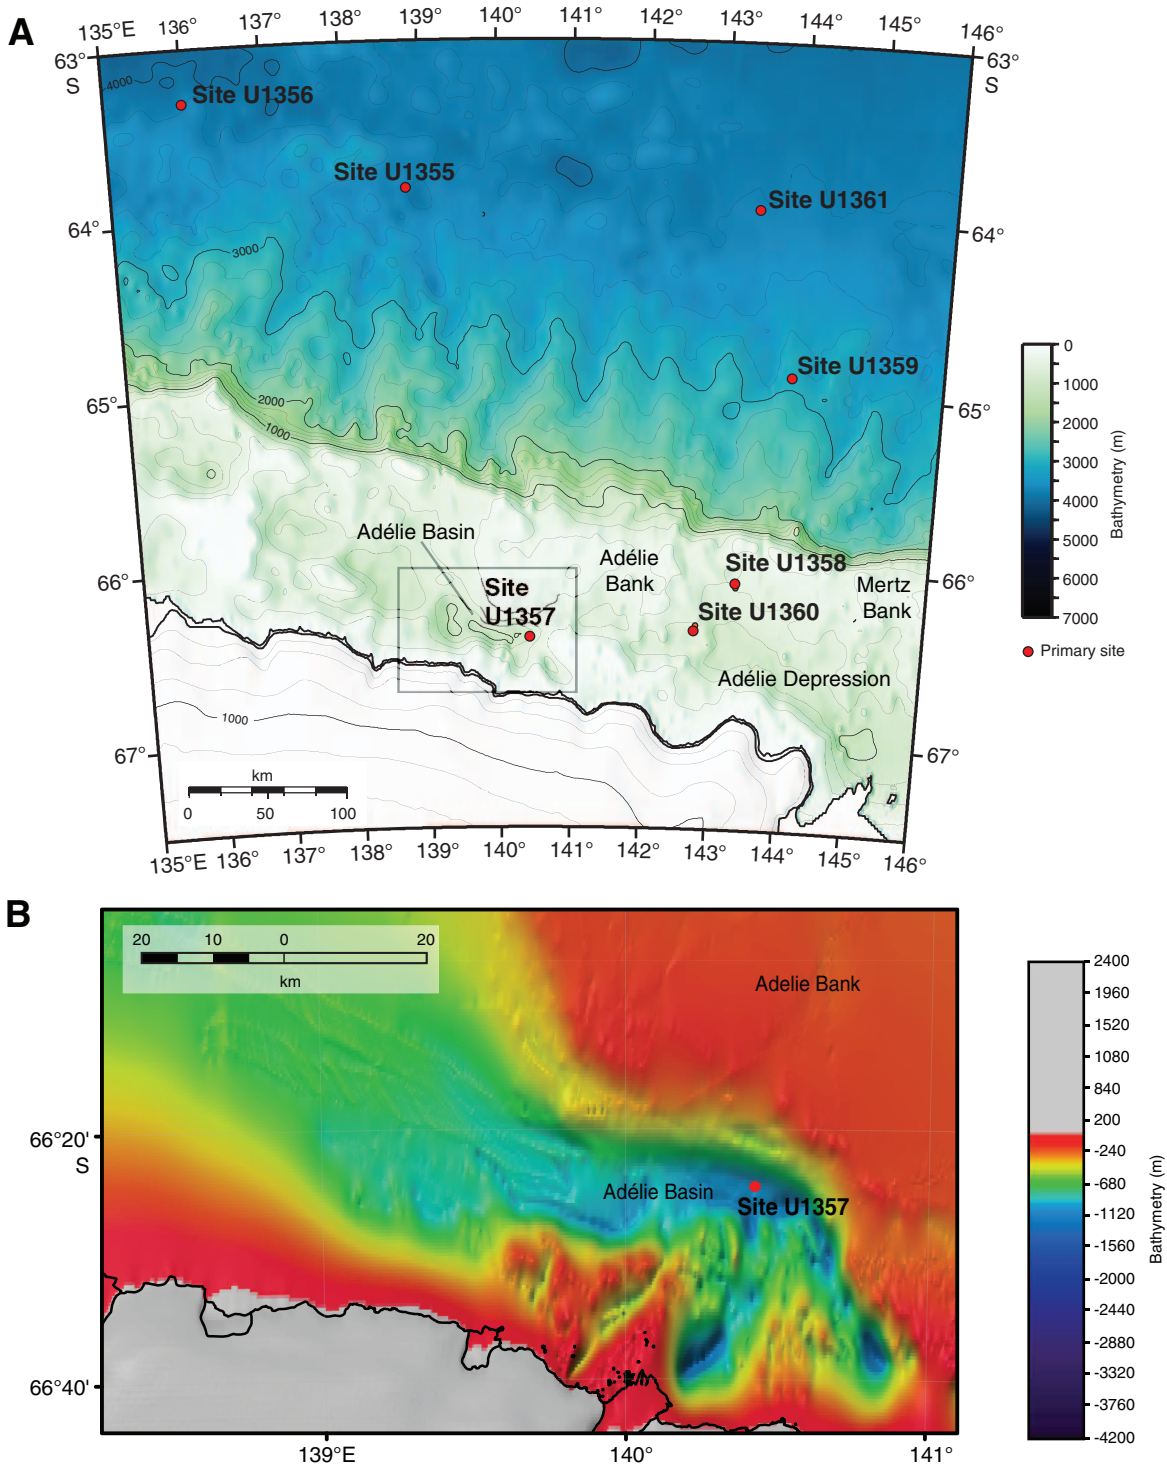 A
135°E 136° 137° 138° 139° 140° 141° 142° 143° 144° 145° 146°
63° S
63° S
4000
Site U1356
Site U1355
Site U1361
64°
64°
3000
Site U1359
0
1000
2000
3000
4000
5000
6000
7000
Bathymetry (m)
Primary site
65°
65°
2000
1000
Adélie Basin
Adélie
Bank
Site U1358
Site
U1357
Site U1360
Mertz
Bank
66°
66°
Adélie Depression
1000
67°
67°
km
0 50 100
135°E 136° 137° 138° 139° 140° 141° 142° 143° 144° 145° 146°
B
20 10 0 20
km
Adelie Bank
66°20'
S
Adélie Basin
Site U1357
66°40'
139°E 140° 141°
2400
1960
1520
1080
840
200
-240
-680
-1120
-1560
-2000
-2440
-2880
-3320
-3760
-4200
Bathymetry (m)